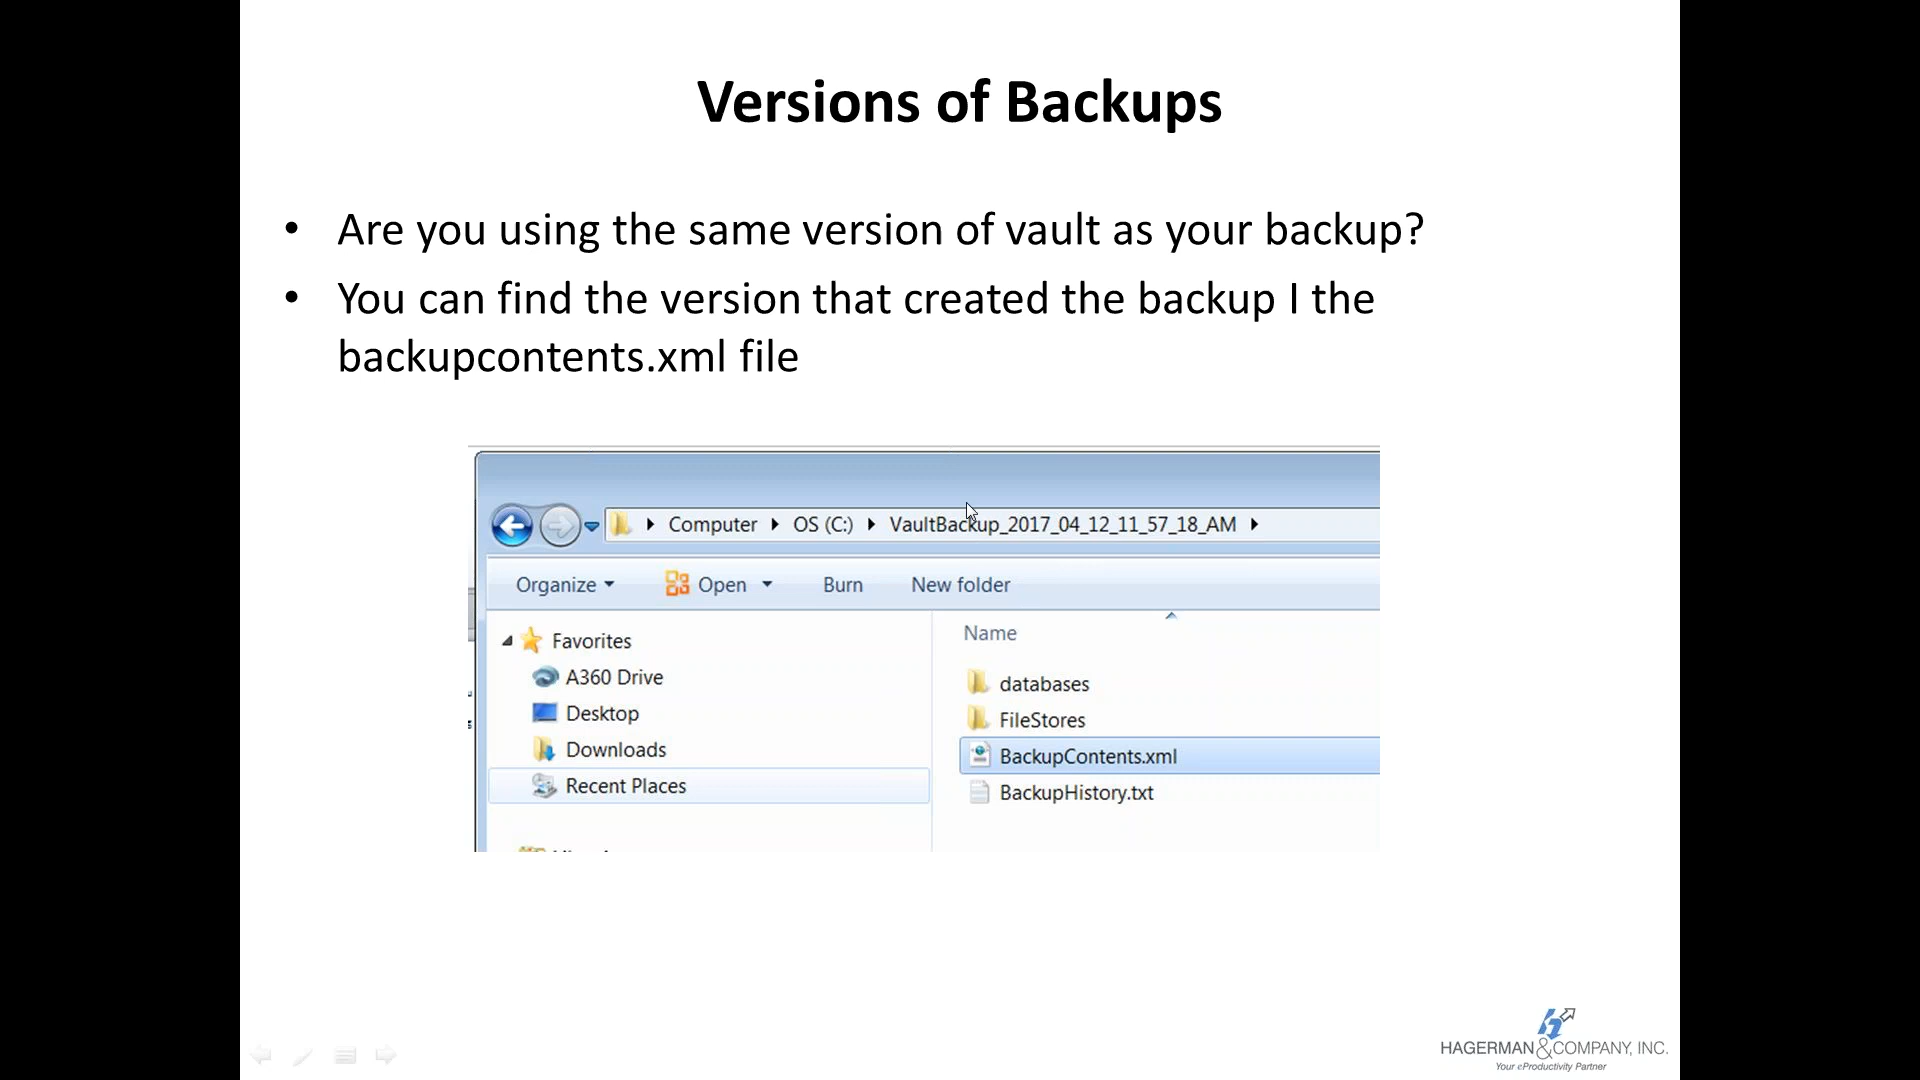 Versions of Backups
• Are you using the same version of vault as your backup?
• You can find the version that created the backup I the
backupcontents.xml file
Computer OS (C:) VaultBackup_2017_04_12_11_57_18_AM
Organize Open Burn New folder
Favorites
A360 Drive
Desktop
Downloads
Recent Places
Name
databases
FileStores
BackupContents.xml
BackupHistory.txt
HAGERMAN&COMPANY, INC.
Your eProductivity Partner